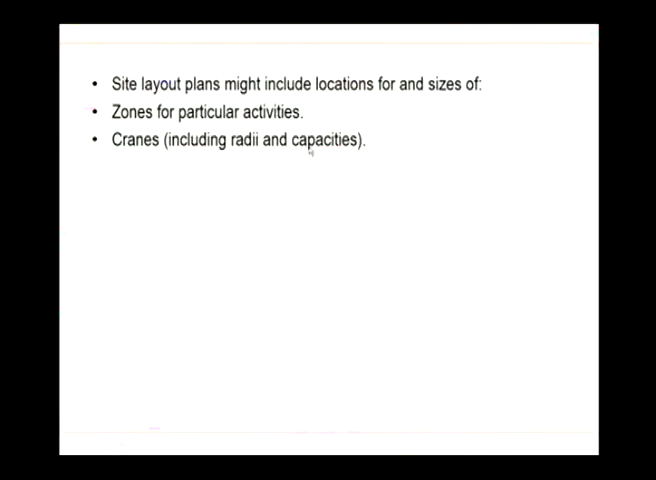 • Site layout plans might include locations for and sizes of:
• Zones for particular activities.
• Cranes (including radii and capacities).